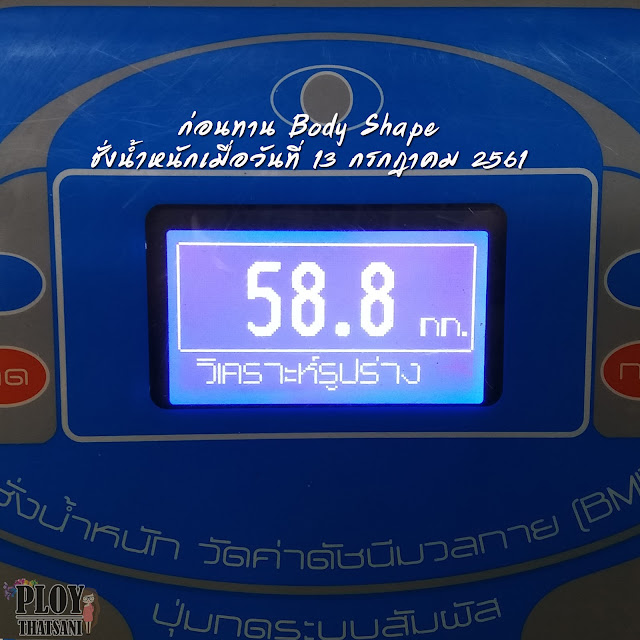 ก่อนทาน Body Shape
ชั่งน้ำหนักเมื่อวันที่ 13 กรกฎาคม 2561
58.8 กก.
วิเคราะห์รูปร่าง
ชั่งน้ำหนัก วัดค่าดัชนีมวลกาย (BMI
ปุ่มกดระบบสัมผัส
PLOY
THATSANI